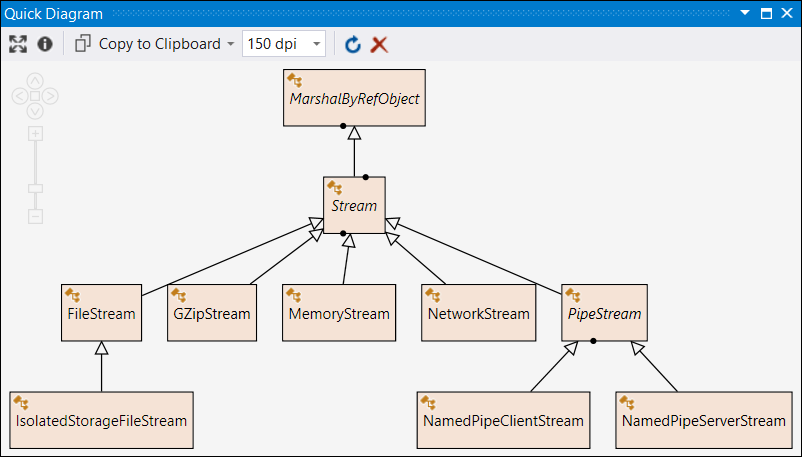 Quick Diagram
Copy to Clipboard 150 dpi
MarshalByRefObject
Stream
FileStream GZipStream MemoryStream NetworkStream PipeStream
IsolatedStorageFileStream NamedPipeClientStream NamedPipeServerStream